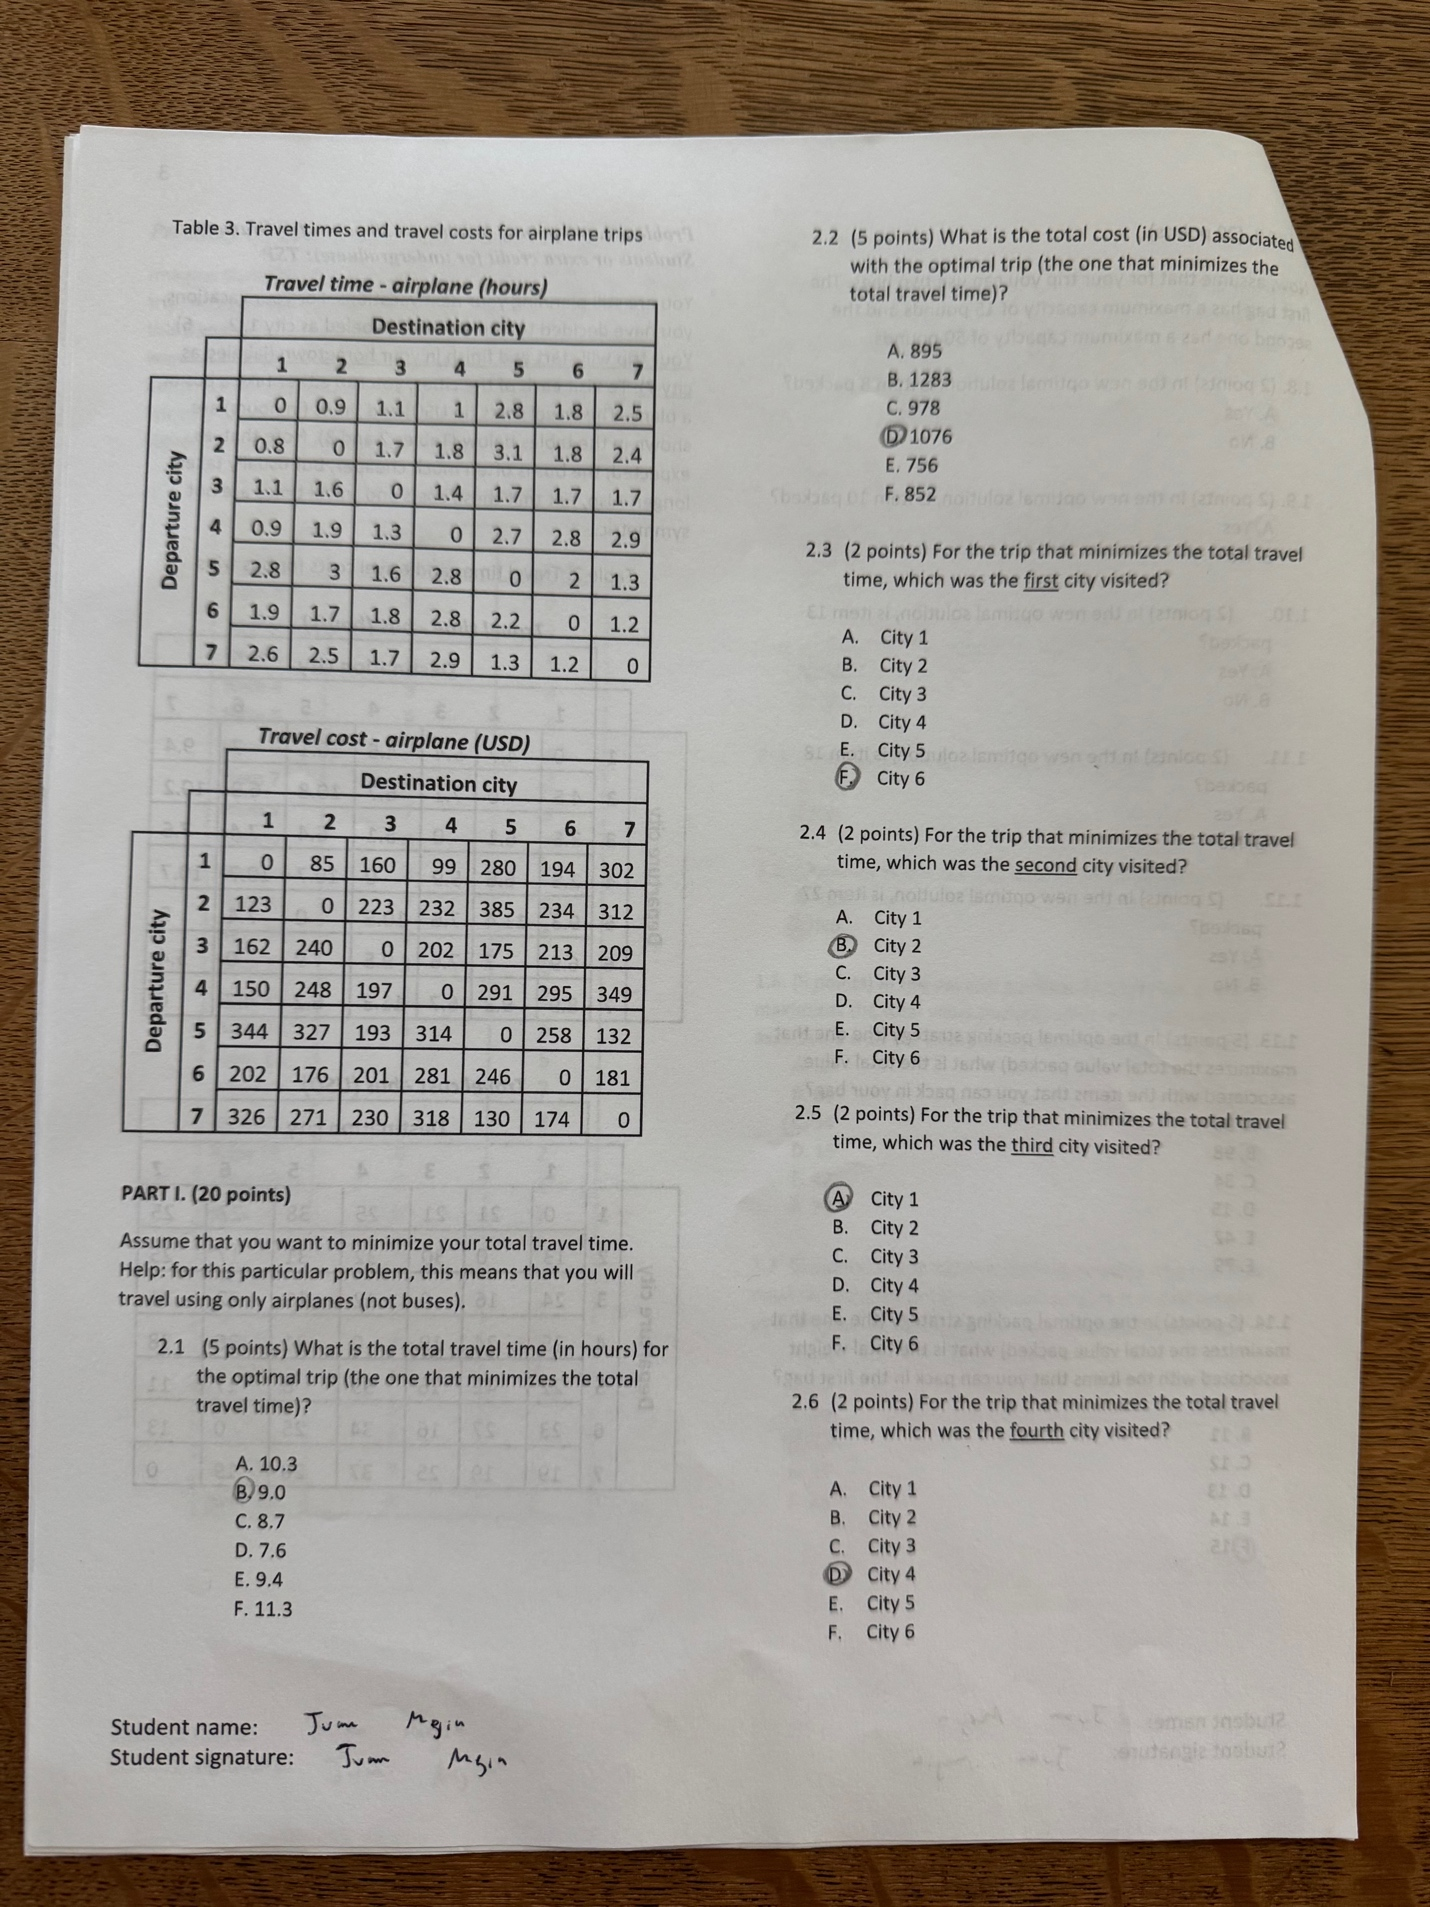 Table 3. Travel times and travel costs for airplane trips
Travel time - airplane (hours)
Destination city
1 2 3 4 5 6 7
Departure city
1 0 0.9 1.1 1 2.8 1.8 2.5
2 0.8 0 1.7 1.8 3.1 1.8 2.4
3 1.1 1.6 0 1.4 1.7 1.7 1.7
4 0.9 1.9 1.3 0 2.7 2.8 2.9
5 2.8 3 1.6 2.8 0 2 1.3
6 1.9 1.7 1.8 2.8 2.2 0 1.2
7 2.6 2.5 1.7 2.9 1.3 1.2 0
Travel cost - airplane (USD)
Destination city
1 2 3 4 5 6 7
Departure city
1 0 85 160 99 280 194 302
2 123 0 223 232 385 234 312
3 162 240 0 202 175 213 209
4 150 248 197 0 291 295 349
5 344 327 193 314 0 258 132
6 202 176 201 281 246 0 181
7 326 271 230 318 130 174 0
PART I. (20 points)
Assume that you want to minimize your total travel time.
Help: for this particular problem, this means that you will
travel using only airplanes (not buses).
2.1 (5 points) What is the total travel time (in hours) for
the optimal trip (the one that minimizes the total
travel time)?
A. 10.3
B. 9.0
C. 8.7
D. 7.6
E. 9.4
F. 11.3
2.2 (5 points) What is the total cost (in USD) associated
with the optimal trip (the one that minimizes the
total travel time)?
A. 895
B. 1283
C. 978
D. 1076
E. 756
F. 852
2.3 (2 points) For the trip that minimizes the total travel
time, which was the first city visited?
A. City 1
B. City 2
C. City 3
D. City 4
E. City 5
F. City 6
2.4 (2 points) For the trip that minimizes the total travel
time, which was the second city visited?
A. City 1
B. City 2
C. City 3
D. City 4
E. City 5
F. City 6
2.5 (2 points) For the trip that minimizes the total travel
time, which was the third city visited?
A. City 1
B. City 2
C. City 3
D. City 4
E. City 5
F. City 6
2.6 (2 points) For the trip that minimizes the total travel
time, which was the fourth city visited?
A. City 1
B. City 2
C. City 3
D. City 4
E. City 5
F. City 6
Student name: Juan
Student signature: Juan